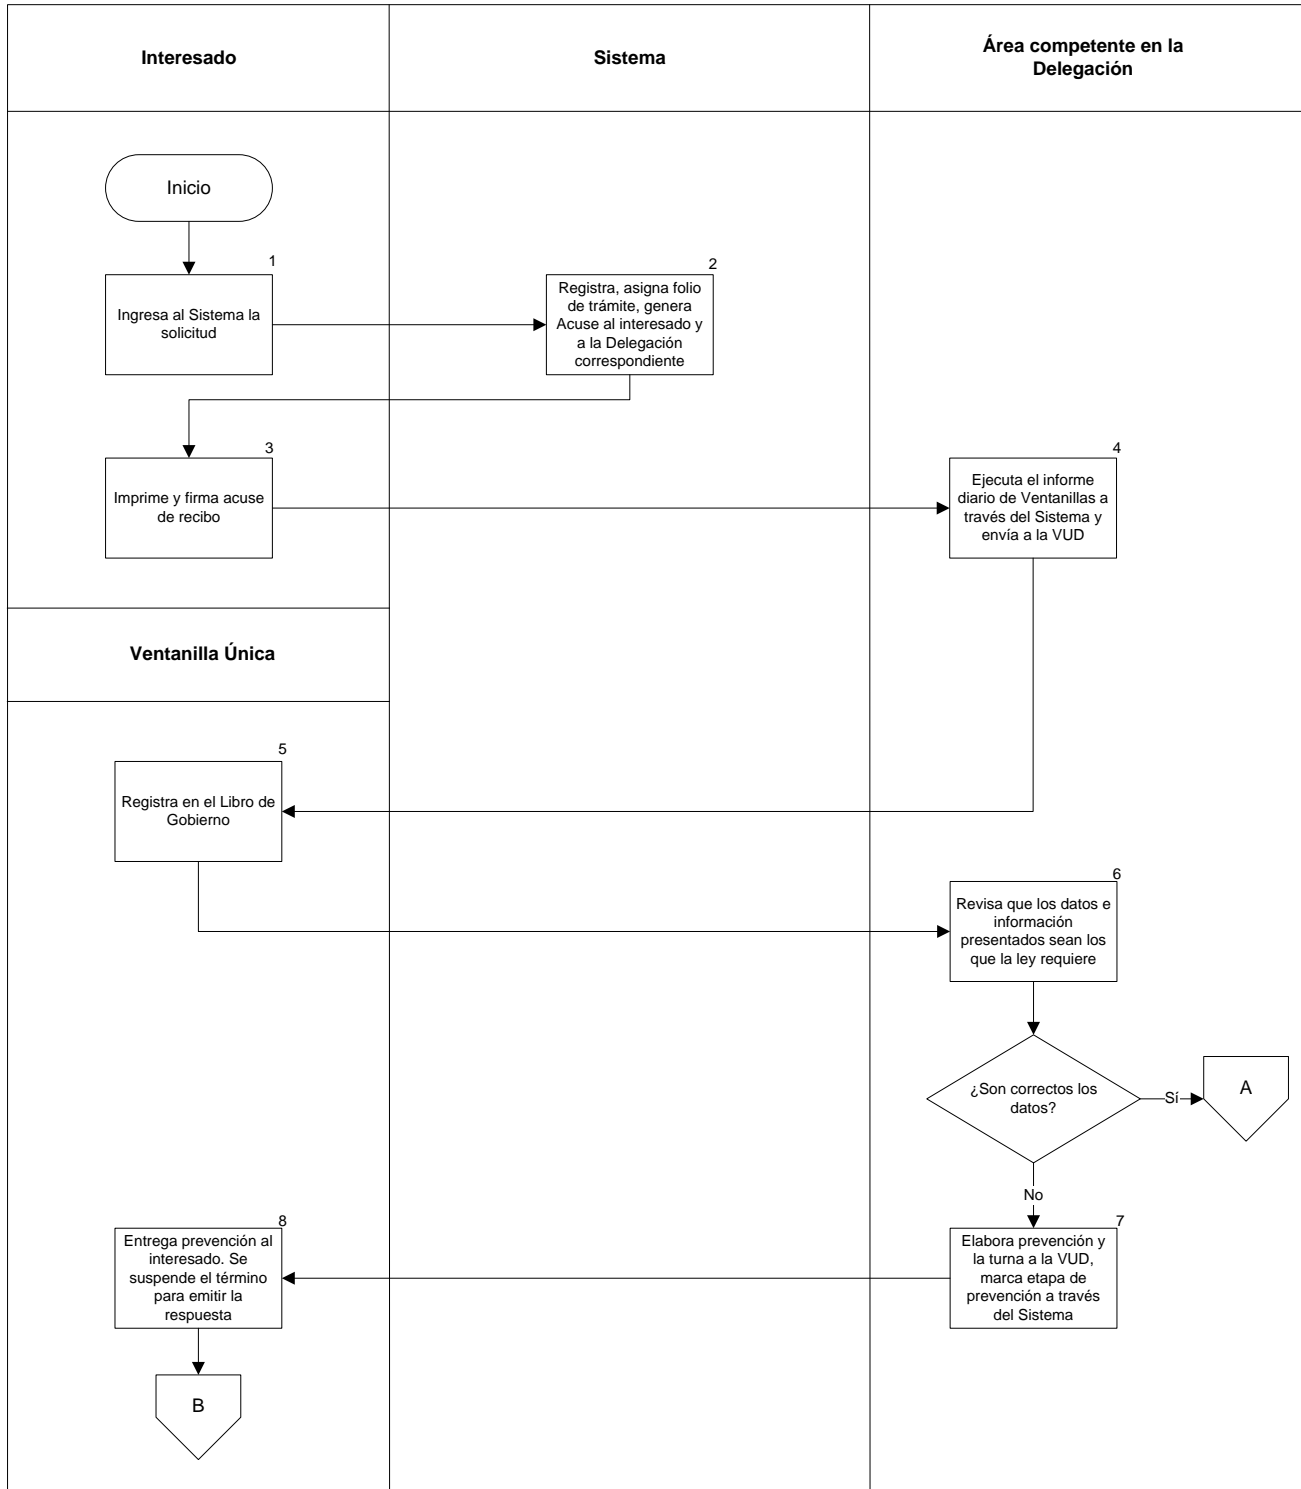 Interesado
Sistema
Área competente en la
Delegación
Inicio
1
Ingresa al Sistema la
solicitud
2
Registra, asigna folio
de trámite, genera
Acuse al interesado y
a la Delegación
correspondiente
3
Imprime y firma acuse
de recibo
4
Ejecuta el informe
diario de Ventanillas a
través del Sistema y
envía a la VUD
Ventanilla Única
5
Registra en el Libro de
Gobierno
6
Revisa que los datos e
información
presentados sean los
que la ley requiere
¿Son correctos los
datos?
Sí
A
No
7
Elabora prevención y
la turna a la VUD,
marca etapa de
prevención a través
del Sistema
8
Entrega prevención al
interesado. Se
suspende el término
para emitir la
respuesta
B